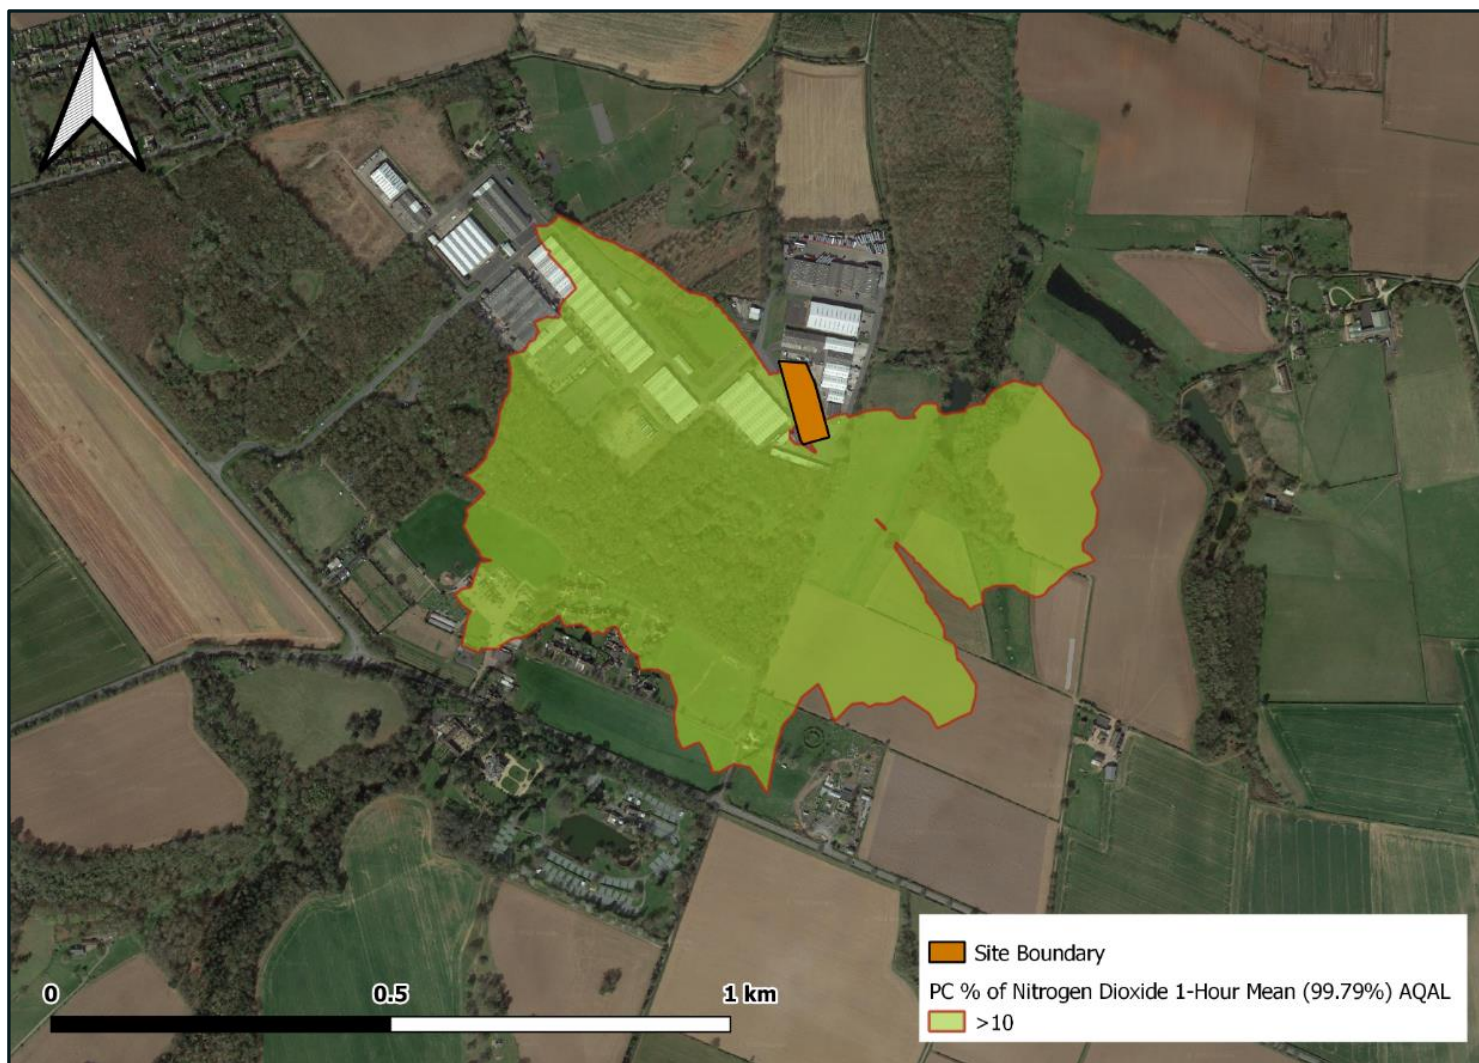 0
0.5
1 km
Site Boundary
PC % of Nitrogen Dioxide 1-Hour Mean (99.79%) AQAL
>10